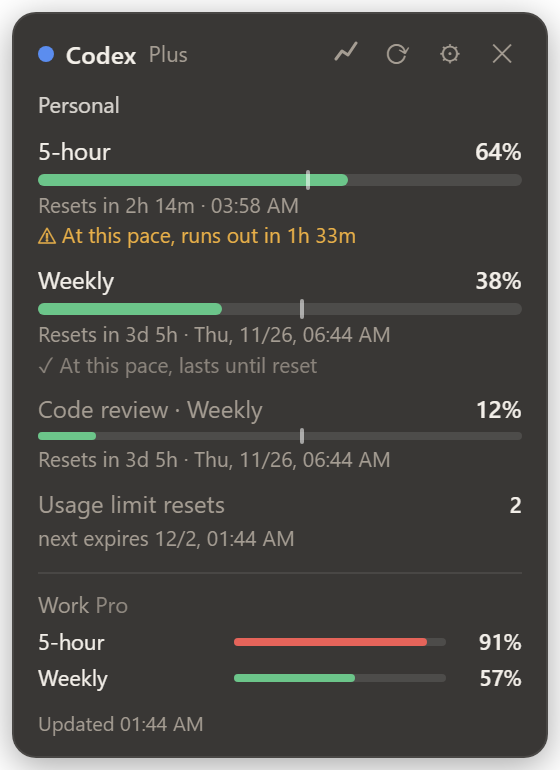 Codex Plus
Personal
5-hour 64%
Resets in 2h 14m · 03:58 AM
⚠ At this pace, runs out in 1h 33m
Weekly 38%
Resets in 3d 5h · Thu, 11/26, 06:44 AM
✓ At this pace, lasts until reset
Code review · Weekly 12%
Resets in 3d 5h · Thu, 11/26, 06:44 AM
Usage limit resets 2
next expires 12/2, 01:44 AM
Work Pro
5-hour 91%
Weekly 57%
Updated 01:44 AM